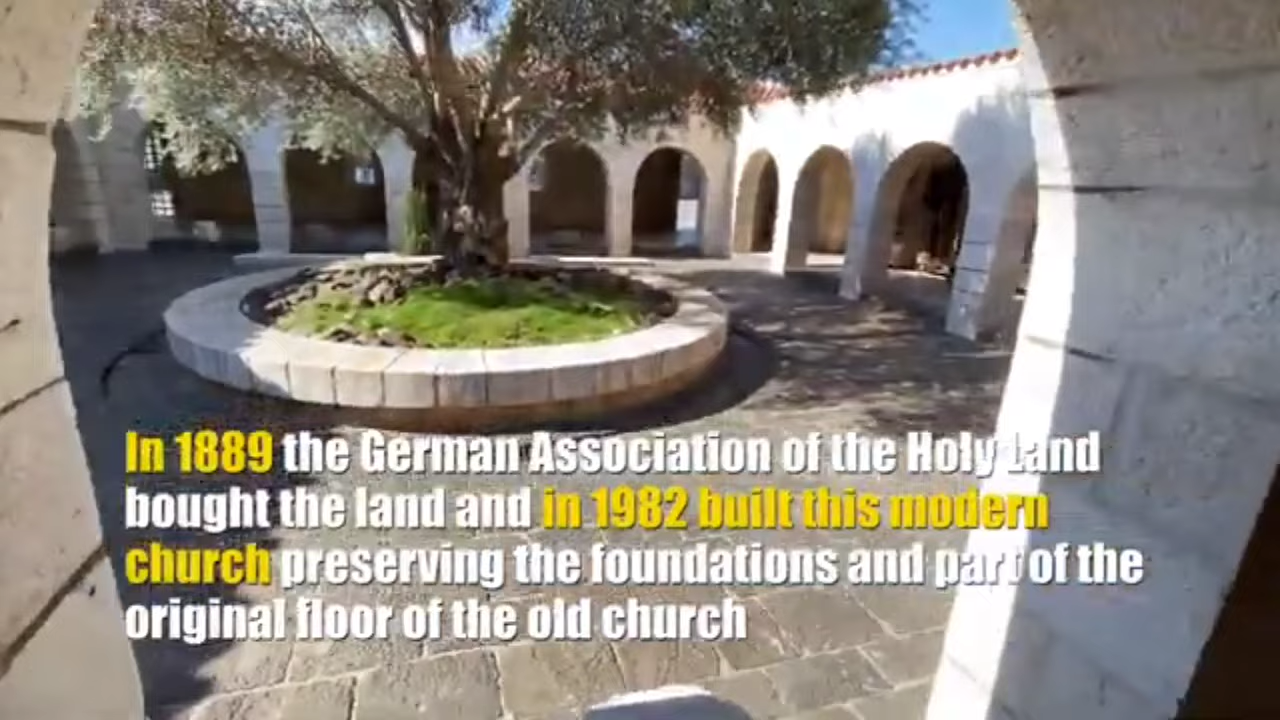 In 1889 the German Association of the Holy Land
bought the land and in 1982 built this modern
church preserving the foundations and part of the
original floor of the old church